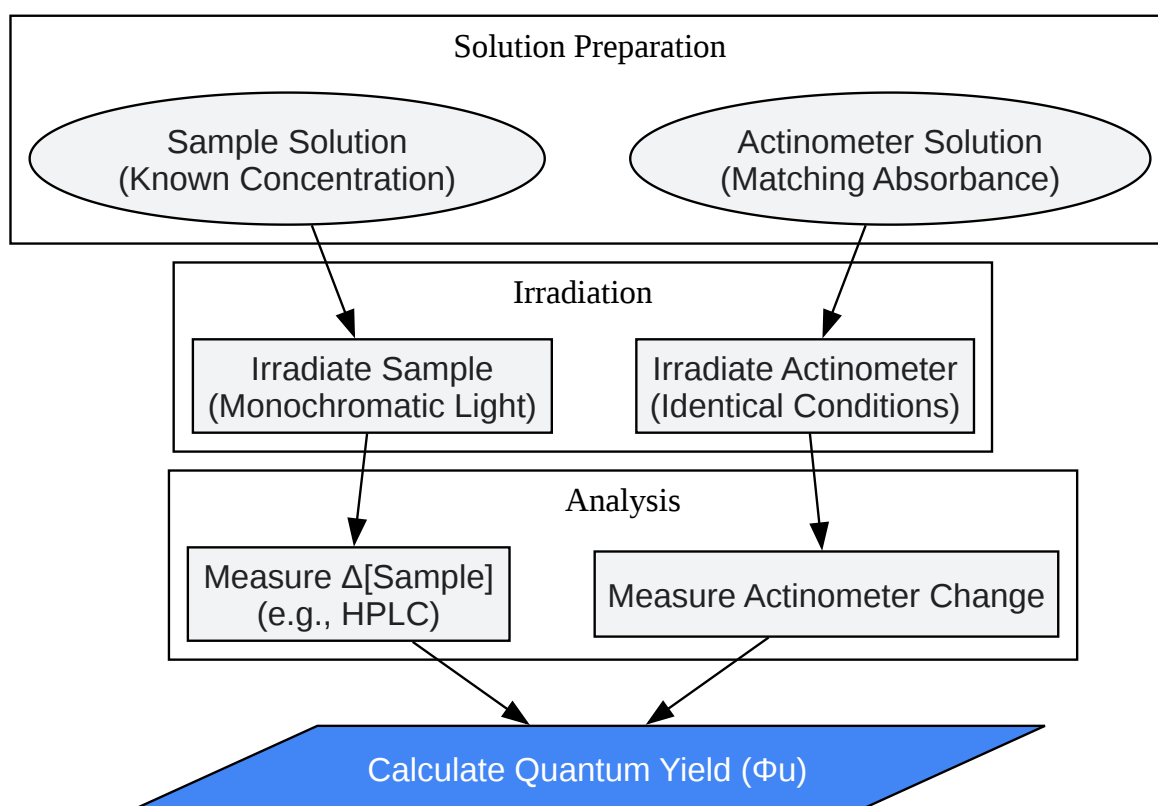 Solution Preparation
Sample Solution
(Known Concentration)
Actinometer Solution
(Matching Absorbance)
Irradiation
Irradiate Sample
(Monochromatic Light)
Irradiate Actinometer
(Identical Conditions)
Analysis
Measure Δ[Sample]
(e.g., HPLC)
Measure Actinometer Change
Calculate Quantum Yield (Φu)